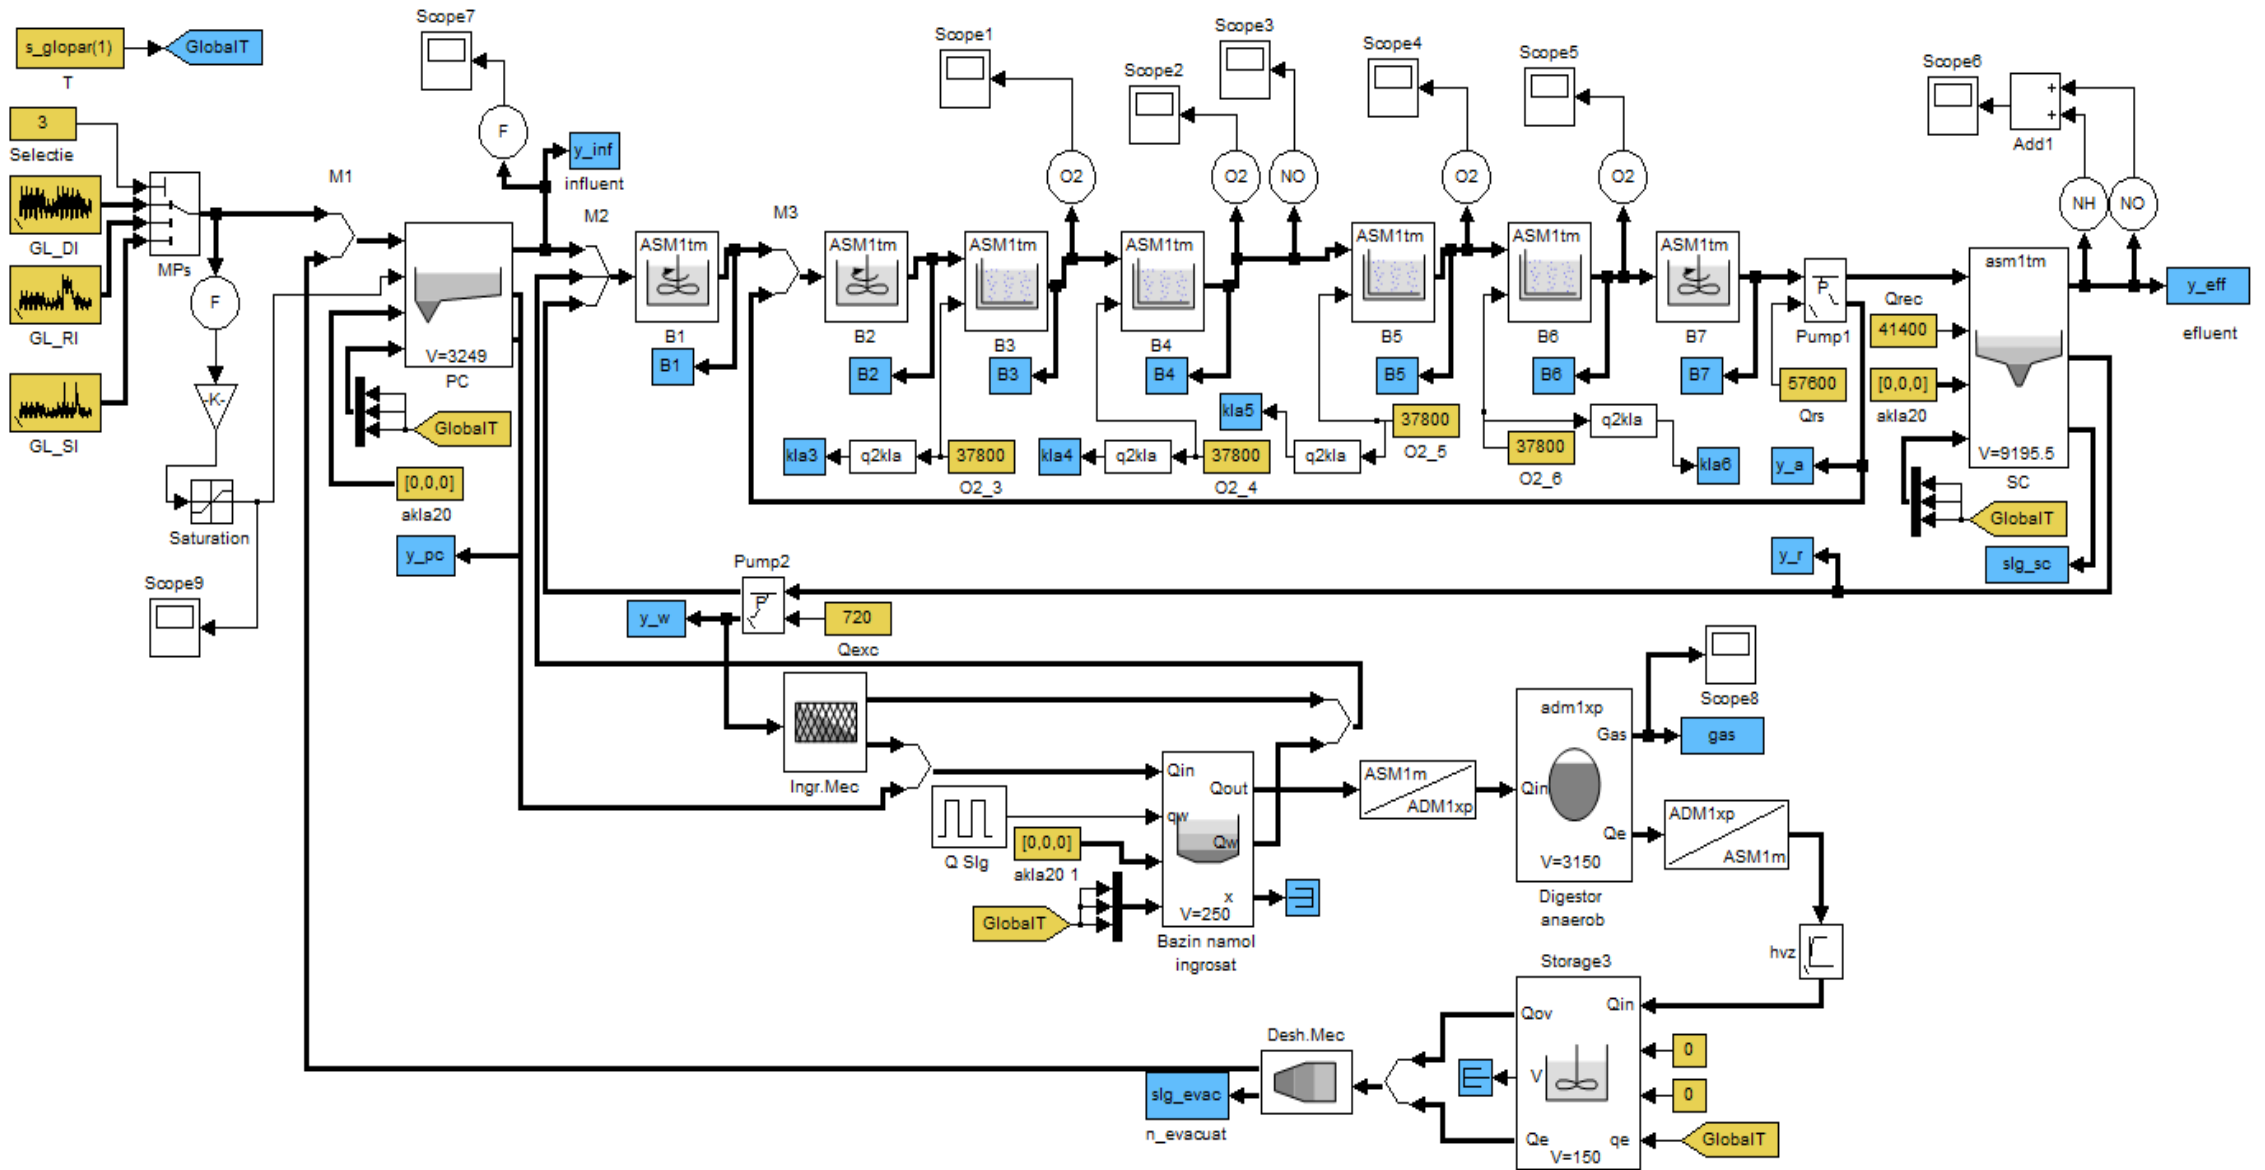 s_glopar(1)
GlobalT
T
3
Selectie
GL_DI
GL_RI
GL_SI
MPs
F
-K-
Saturation
Scope9
M1
Scope7
F
y_inf
influent
M2
V=3249
PC
GlobalT
[0,0,0]
akla20
y_pc
ASM1tm
B1
B1
M3
ASM1tm
B2
B2
Scope1
O2
ASM1tm
B3
B3
kla3
q2kla
37800
O2_3
Scope2
O2
Scope3
NO
ASM1tm
B4
B4
kla4
q2kla
37800
O2_4
Scope4
O2
ASM1tm
B5
B5
kla5
q2kla
37800
O2_5
Scope5
O2
ASM1tm
B6
B6
37800
O2_6
q2kla
kla6
ASM1tm
B7
B7
P
Pump1
57600
Qrs
y_a
Scope6
+
+
Add1
NH
NO
asm1tm
V=9195.5
SC
Qrec
41400
[0,0,0]
akla20
GlobalT
y_eff
efluent
slg_sc
y_r
Pump2
P
y_w
720
Qexc
Ingr.Mec
Q Slg
[0,0,0]
akla20 1
GlobalT
Qin
Qout
qw
Qw
x
V=250
Bazin namol
ingrosat
ASM1m
ADM1xp
adm1xp
Gas
Qin
Qe
V=3150
Digestor
anaerob
Scope8
gas
ADM1xp
ASM1m
hvz
Storage3
Qin
Qov
V
Qe
qe
V=150
0
0
GlobalT
Desh.Mec
slg_evac
n_evacuat